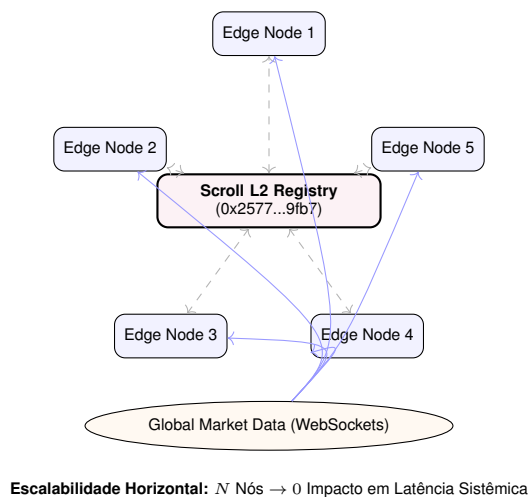 Edge Node 1
Edge Node 2
Edge Node 5
Scroll L2 Registry
(0x2577...9fb7)
Edge Node 3
Edge Node 4
Global Market Data (WebSockets)
Escalabilidade Horizontal: N Nós → 0 Impacto em Latência Sistêmica